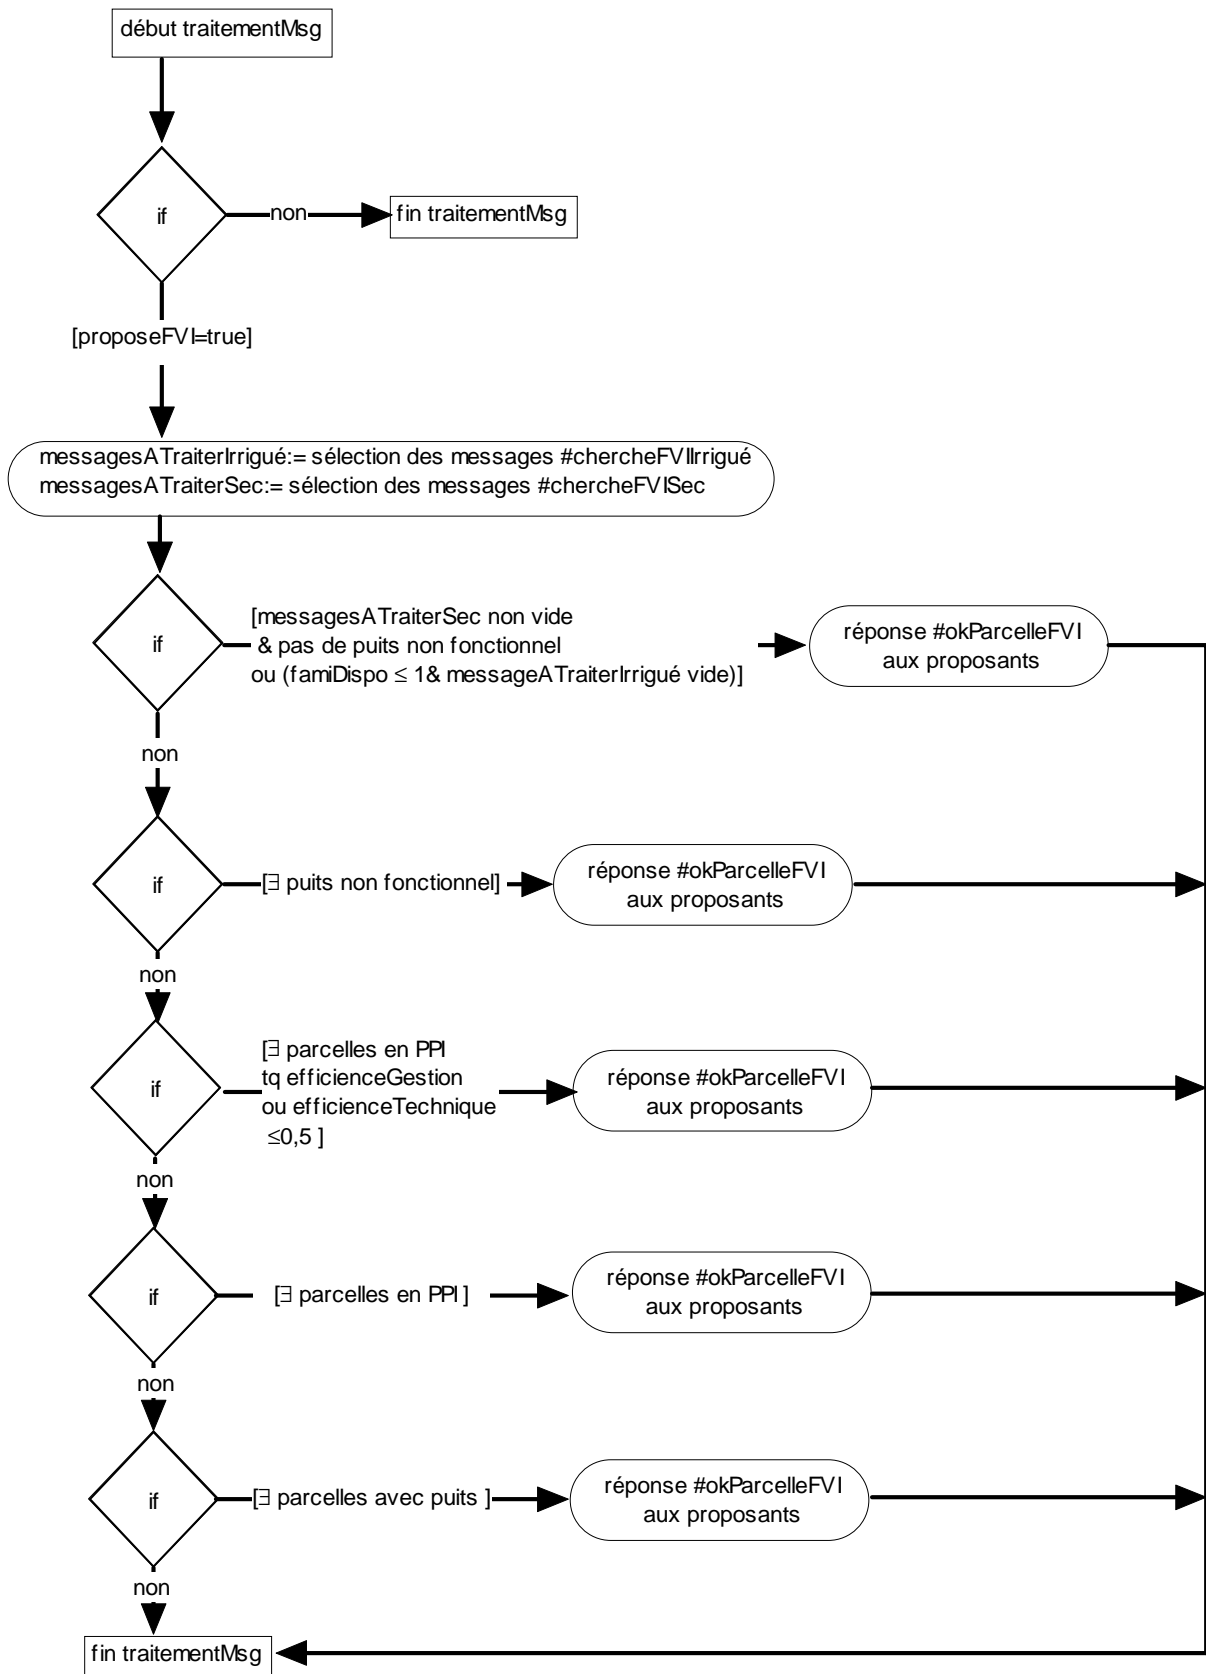 début traitementMsg
if
non
fin traitementMsg
[proposeFVI=true]
messagesATraiterIrrigué:= sélection des messages #chercheFVIIrrigué
messagesATraiterSec:= sélection des messages #chercheFVISec
if
[messagesATraiterSec non vide
& pas de puits non fonctionnel
ou (famiDispo ≤ 1& messageATraiterIrrigué vide)]
réponse #okParcelleFVI
aux proposants
non
if
[∃ puits non fonctionnel]
réponse #okParcelleFVI
aux proposants
non
if
[∃ parcelles en PPI
tq efficienceGestion
ou efficienceTechnique
≤0,5 ]
réponse #okParcelleFVI
aux proposants
non
if
[∃ parcelles en PPI]
réponse #okParcelleFVI
aux proposants
non
if
[∃ parcelles avec puits ]
réponse #okParcelleFVI
aux proposants
non
fin traitementMsg